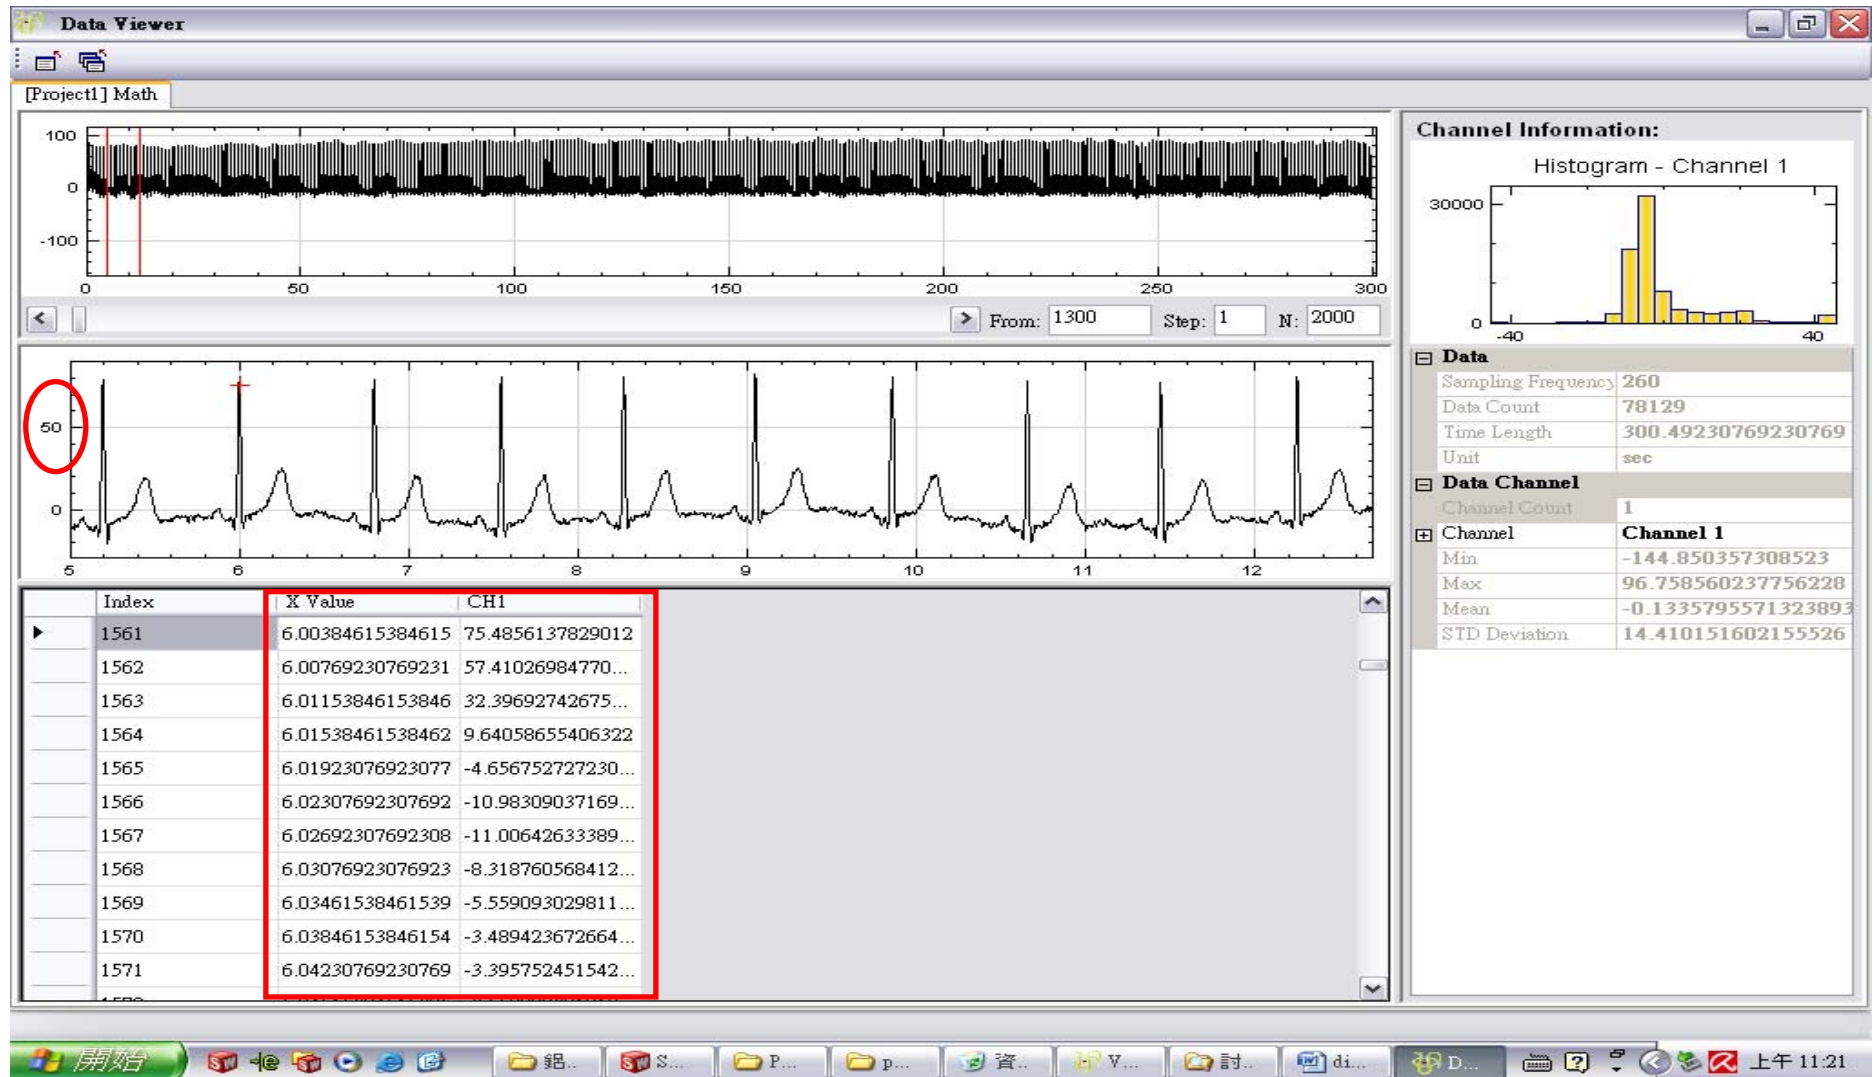 Data Viewer
[Project1] Math
100
0
-100
0 50 100 150 200 250 300
From: 1300 Step: 1 N: 2000
50
0
5 6 7 8 9 10 11 12
Index X Value CH1
1561 6.00384615384615 75.4856137829012
1562 6.00769230769231 57.41026984770...
1563 6.01153846153846 32.39692742675...
1564 6.01538461538462 9.64058655406322
1565 6.01923076923077 -4.656752727230...
1566 6.02307692307692 -10.98309037169...
1567 6.02692307692308 -11.00642633389...
1568 6.03076923076923 -8.318760568412...
1569 6.03461538461539 -5.559093029811...
1570 6.03846153846154 -3.489423672664...
1571 6.04230769230769 -3.395752451542...
Channel Information:
Histogram - Channel 1
30000
0
-40 40
Data
Sampling Frequency 260
Data Count 78129
Time Length 300.49230769230769
Unit sec
Data Channel
Channel Count 1
Channel Channel 1
Min -144.850357308523
Max 96.7585602377562​28
Mean -0.1335795571323893
STD Deviation 14.410151602155526
開始 鋁... S... P... p... 資... V... 討... di... D... 上午 11:21